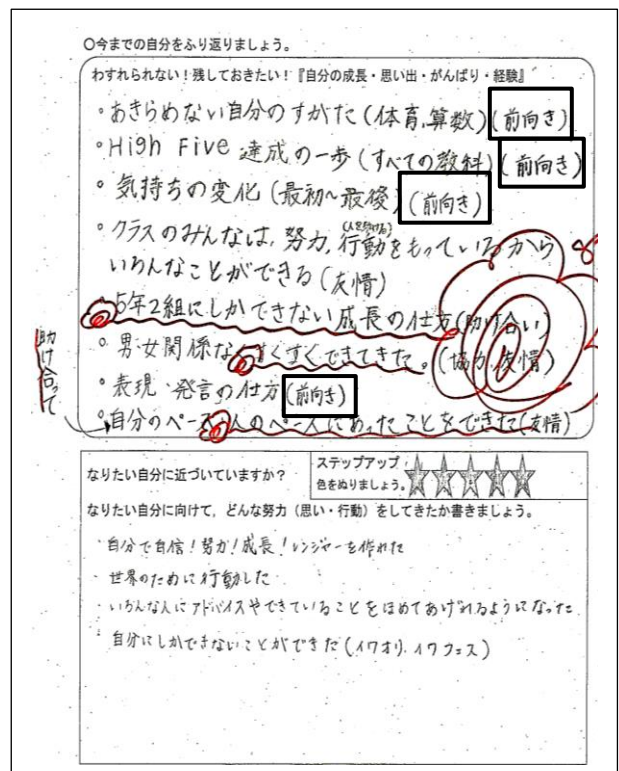 〇今までの自分をふり返りましょう。
わすれられない!残しておきたい!『自分の成長・思い出・がんばり・経験』
・あきらめない自分のすがた(体育,算数)(前向き)
・High Five 達成の一歩(すべての教科)(前向き)
・気持ちの変化(最初~最後)(前向き)
・クラスのみんなは,努力,行動をもっているから
いろんなことができる(友情)
5年2組にしかできない成長の仕方(助け合い)
・男女関係なくすくすくできてきた。(協力,友情)
・表現・発言の仕方(前向き)
助け合って
・自分のペース人のペースにあったことをできた(友情)
なりたい自分に近づいていますか?
ステップアップ
色をぬりましょう。
なりたい自分に向けて,どんな努力(思い・行動)をしてきたか書きましょう。
・自分で自信!努力!成長!レンジャーを作れた
・世界のために行動した
・いろんな人にアドバイスやできていることをほめてあげれるようになった
・自分にしかできないことができた(イワオリ.イワフェス)